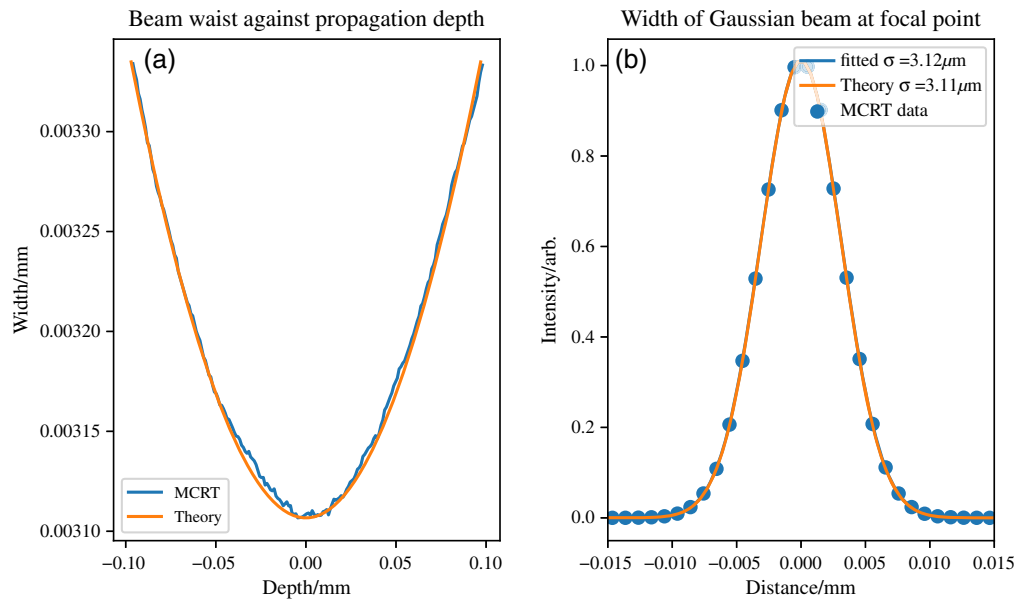 Beam waist against propagation depth
(a)
0.00330
0.00325
0.00320
0.00315
0.00310
Width/mm
MCRT
Theory
−0.10
−0.05
0.00
0.05
0.10
Depth/mm
Width of Gaussian beam at focal point
(b)
fitted σ =3.12μm
Theory σ =3.11μm
MCRT data
1.0
0.8
0.6
0.4
0.2
0.0
Intensity/arb.
−0.015
−0.010
−0.005
0.000
0.005
0.010
0.015
Distance/mm